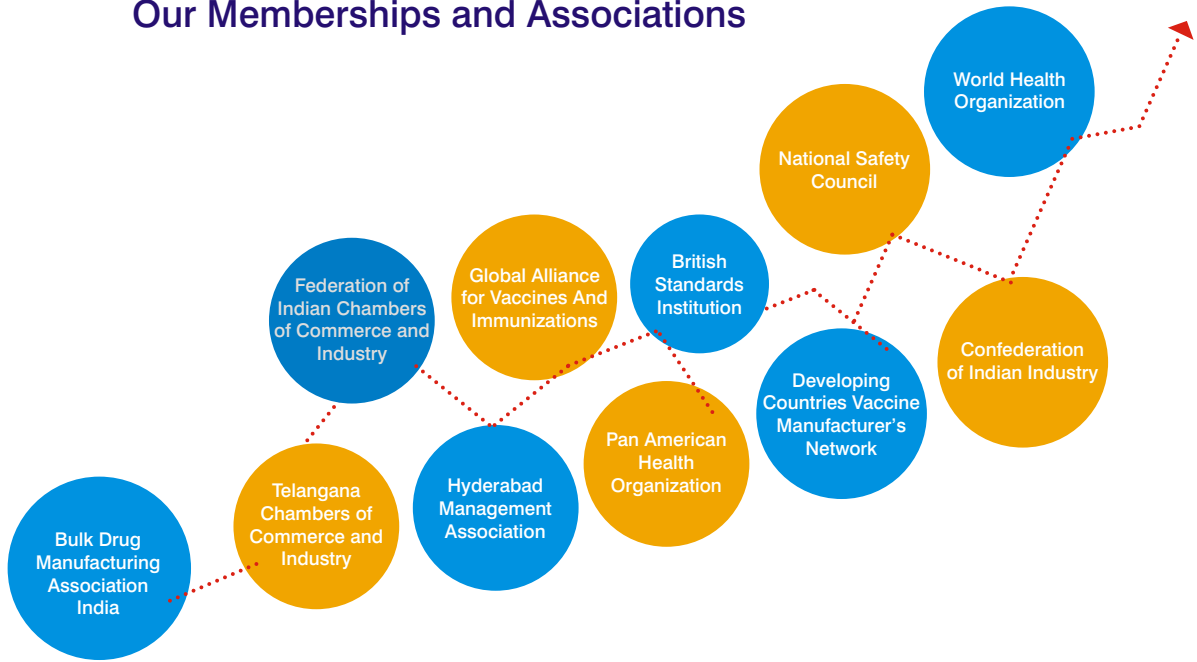 Our Memberships and Associations
World Health
Organization
National Safety
Council
British
Standards
Institution
Global Alliance
for Vaccines And
Immunizations
Federation of
Indian Chambers
of Commerce and
Industry
Confederation
of Indian Industry
Developing
Countries Vaccine
Manufacturer’s
Network
Pan American
Health
Organization
Hyderabad
Management
Association
Telangana
Chambers of
Commerce and
Industry
Bulk Drug
Manufacturing
Association
India